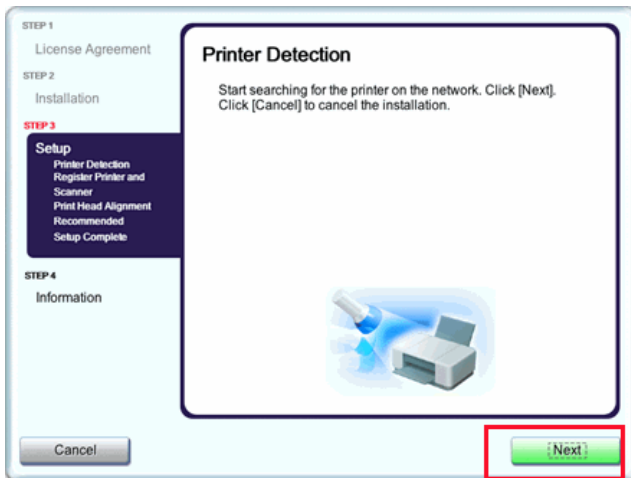 STEP 1
License Agreement
STEP 2
Installation
STEP 3
Setup
Printer Detection
Register Printer and
Scanner
Print Head Alignment
Recommended
Setup Complete
STEP 4
Information
Printer Detection
Start searching for the printer on the network. Click [Next].
Click [Cancel] to cancel the installation.
Cancel
Next